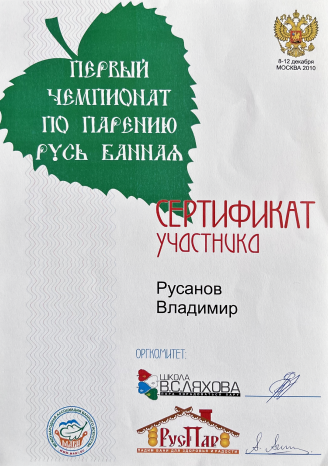 8-12 декабря
МОСКВА 2010
ПЕРВЫЙ
ЧЕМПИОНАТ
ПО ПАРЕНИЮ
РУСЬ БАННАЯ
СЕРТИФИКАТ
участника
Русанов
Владимир
ОРГКОМИТЕТ:
ШКОЛА
В.С.ЛЯХОВА
РусПар